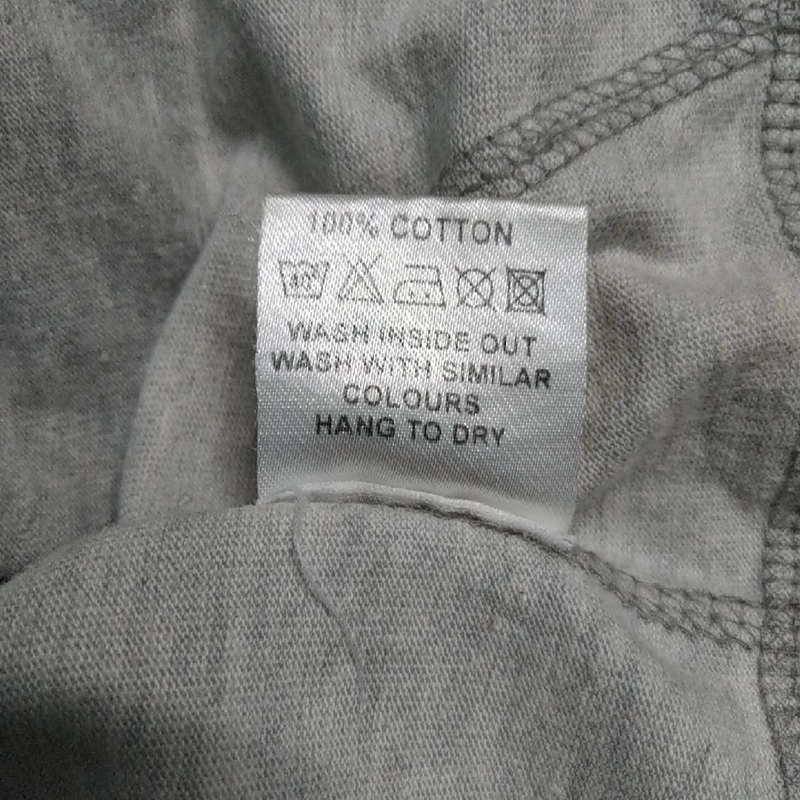 100% COTTON
WASH INSIDE OUT
WASH WITH SIMILAR
COLOURS
HANG TO DRY